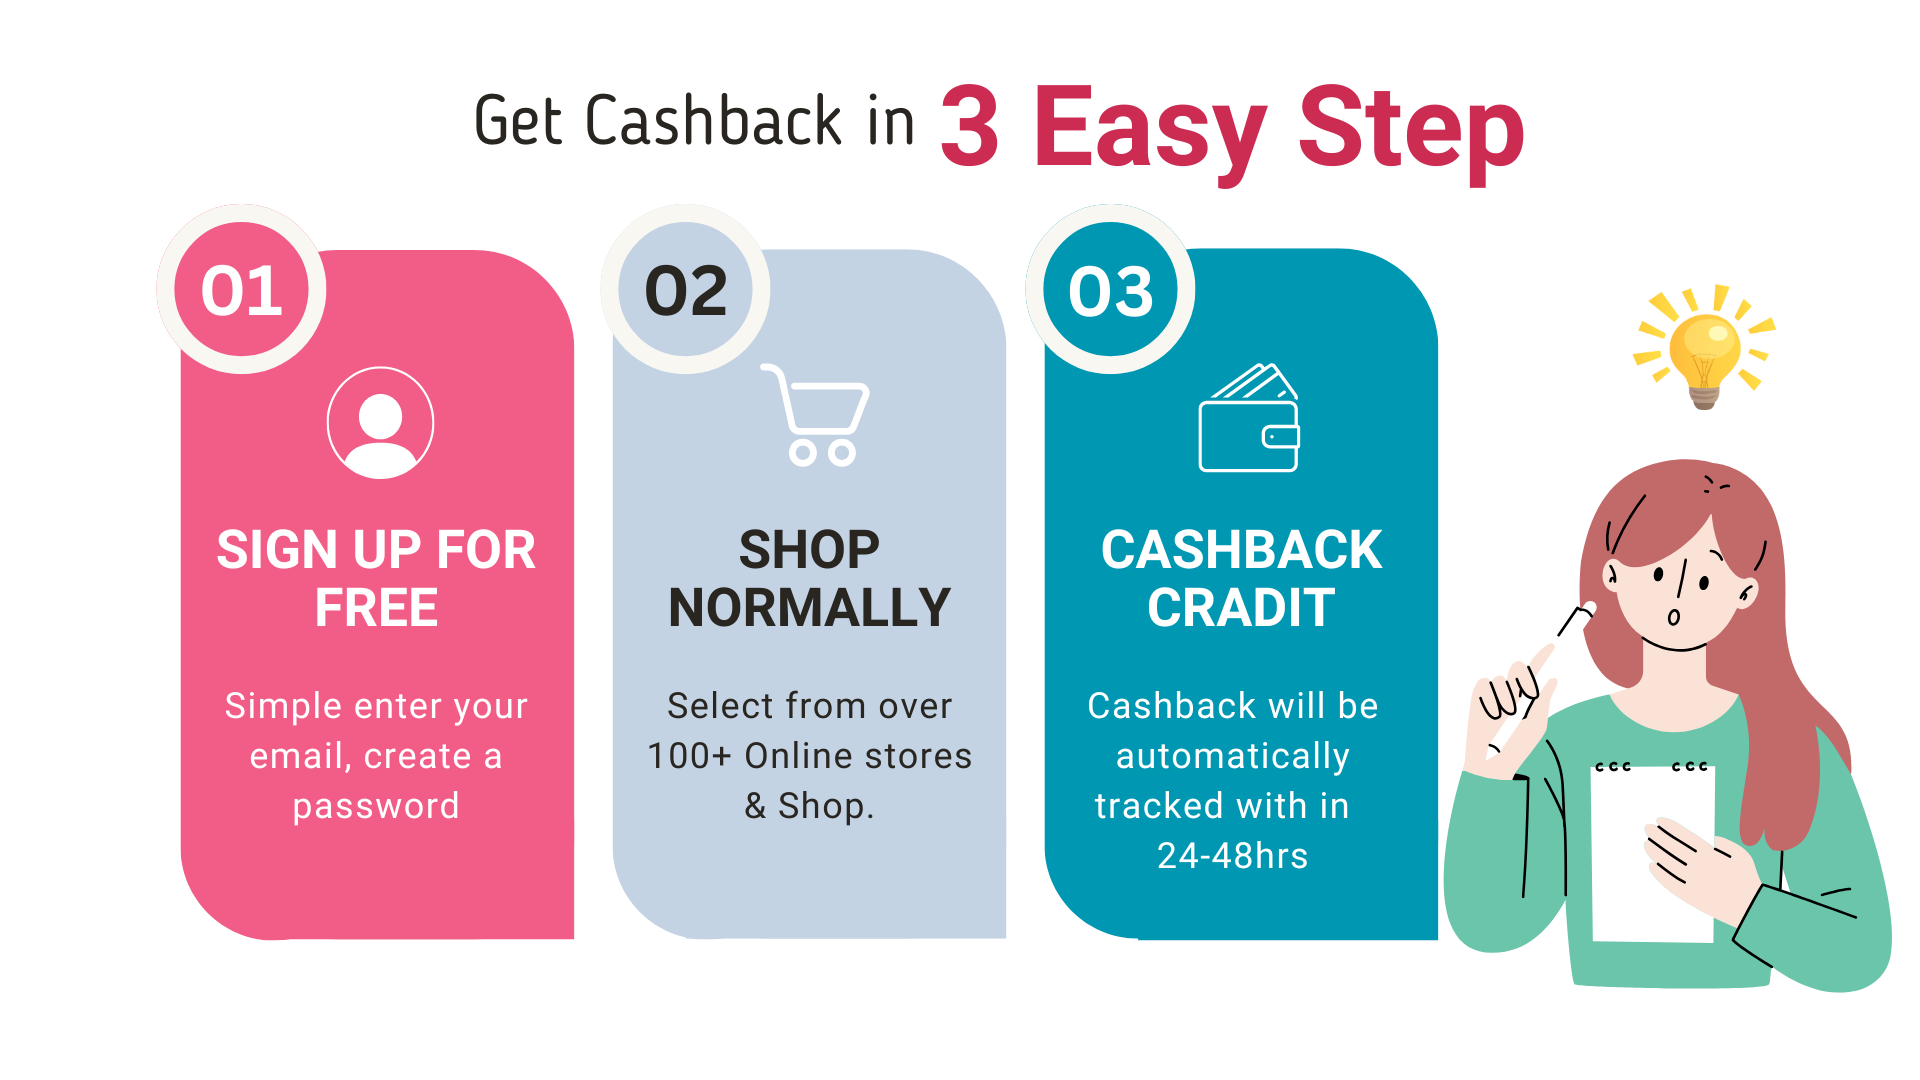 Get Cashback in 3 Easy Step
01
SIGN UP FOR
FREE
Simple enter your
email, create a
password
02
SHOP
NORMALLY
Select from over
100+ Online stores
& Shop.
03
CASHBACK
CRADIT
Cashback will be
automatically
tracked with in
24-48hrs